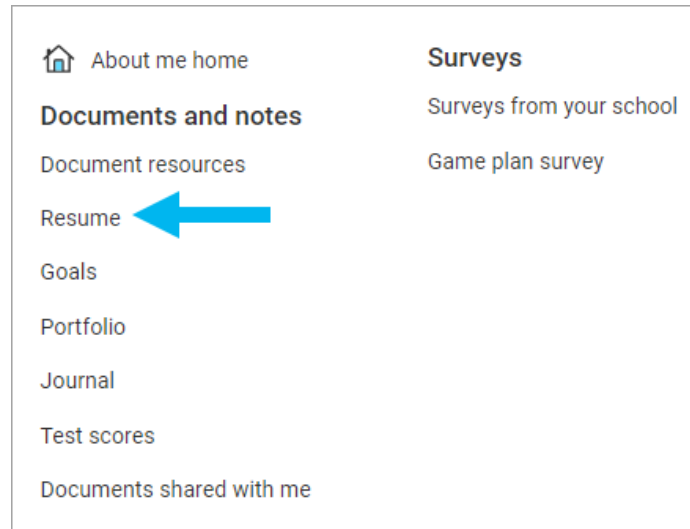 About me home
Documents and notes
Document resources
Resume
Goals
Portfolio
Journal
Test scores
Documents shared with me
Surveys
Surveys from your school
Game plan survey